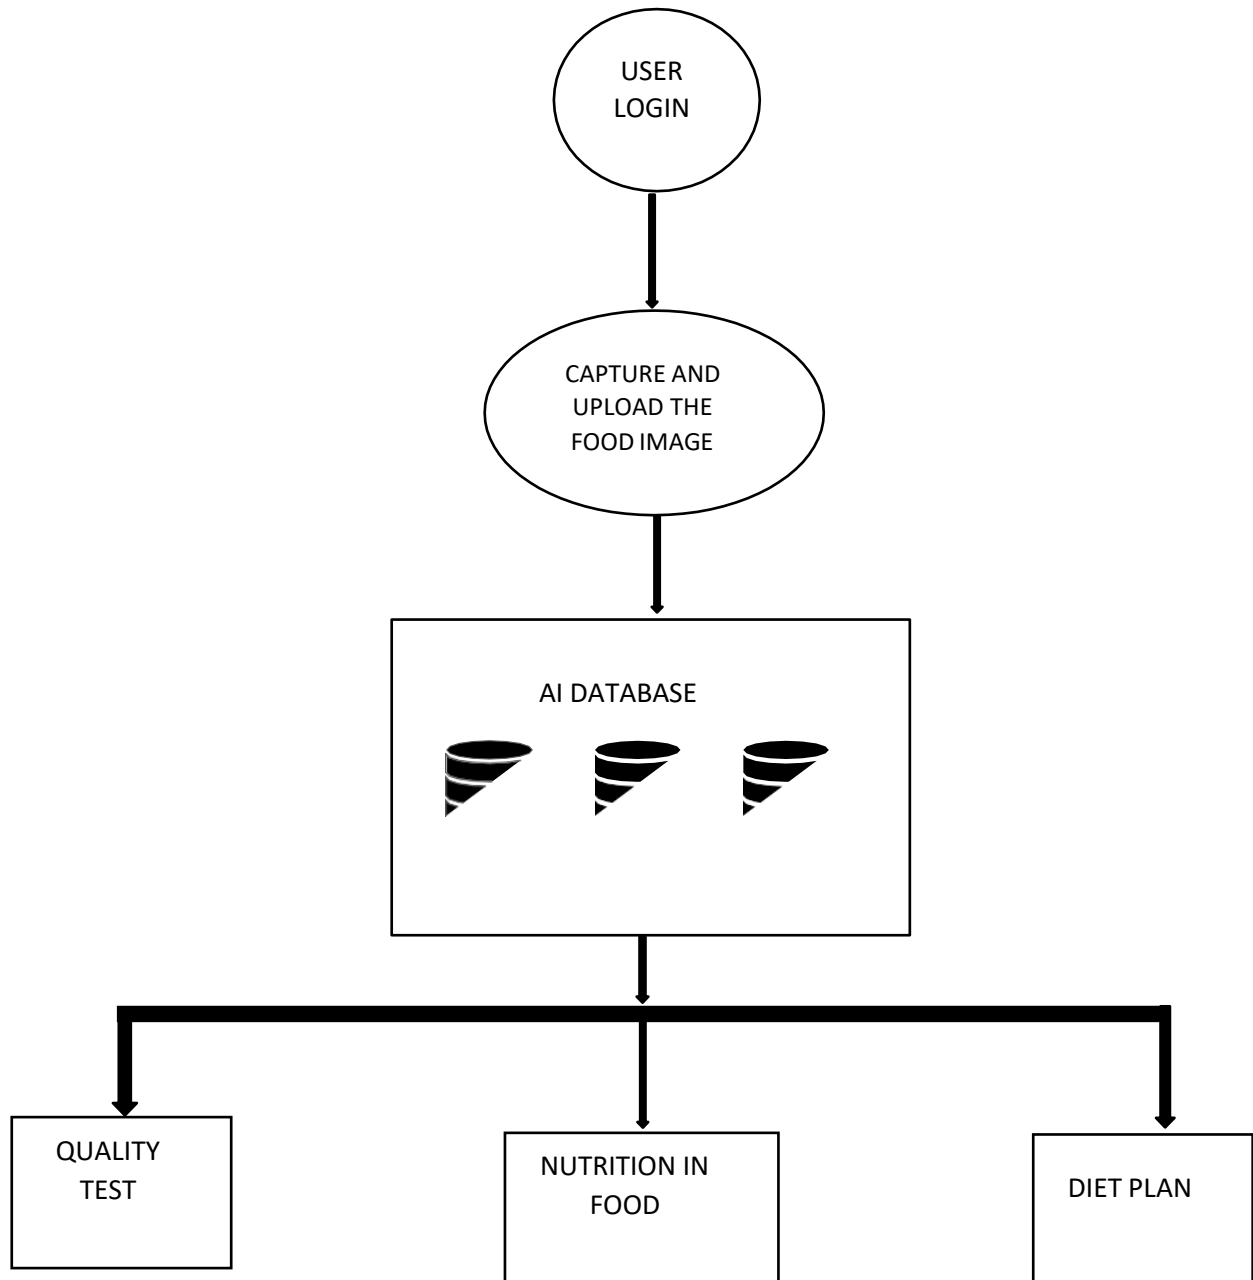 USER
LOGIN
CAPTURE AND
UPLOAD THE
FOOD IMAGE
AI DATABASE
QUALITY
TEST
NUTRITION IN
FOOD
DIET PLAN